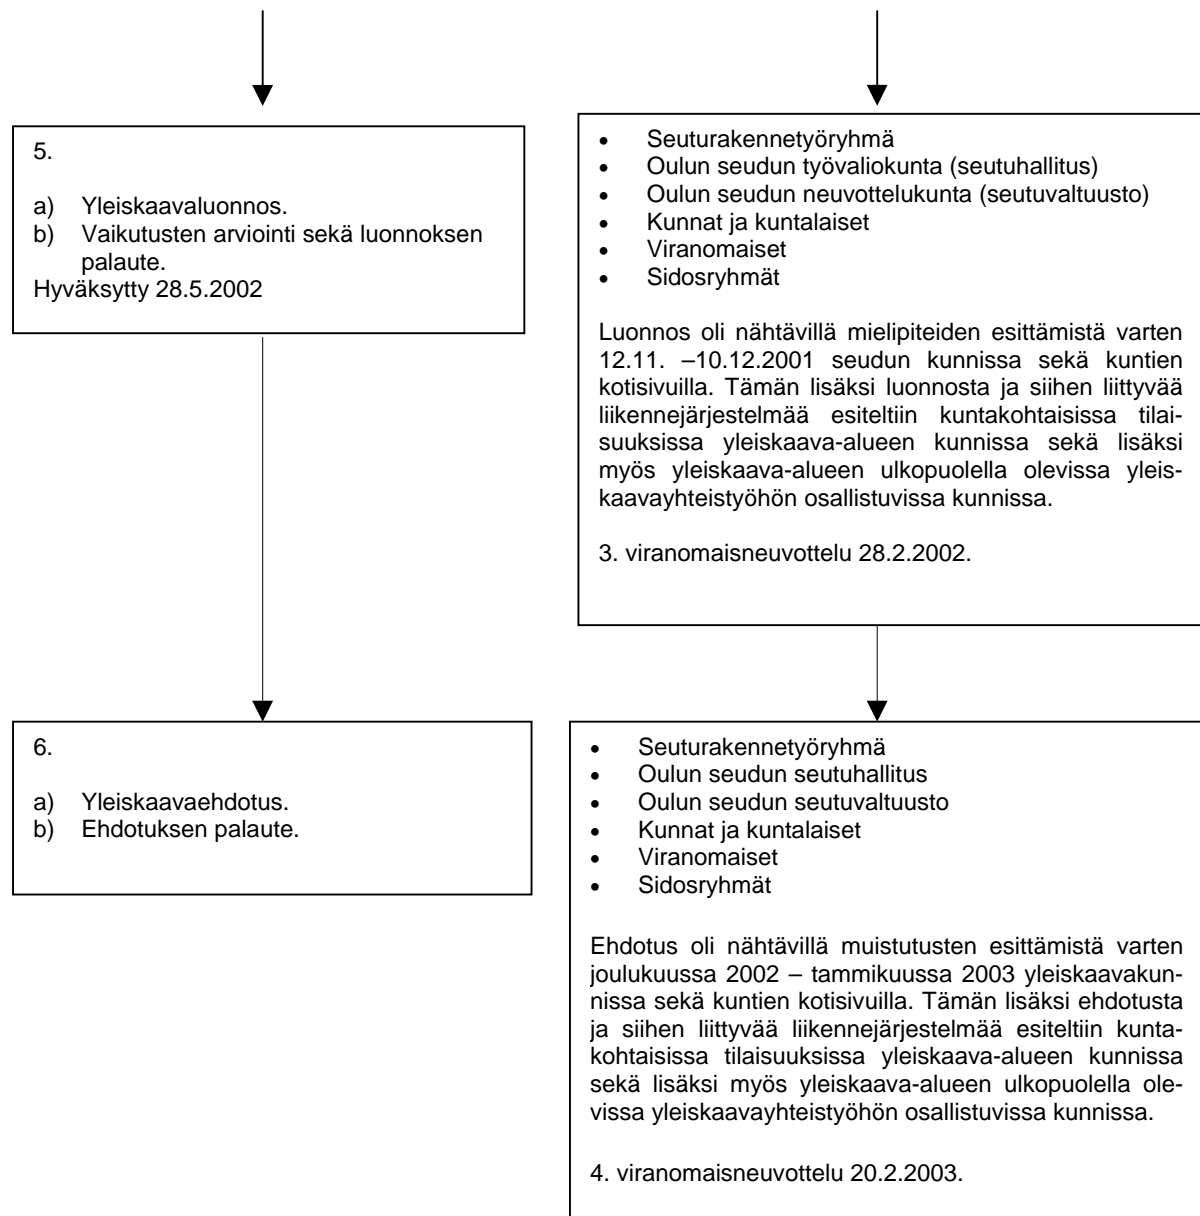 5.
a) Yleiskaavaluonnos.
b) Vaikutusten arviointi sekä luonnoksen
palaute.
Hyväksytty 28.5.2002
• Seuturakennetyöryhmä
• Oulun seudun työvaliokunta (seutuhallitus)
• Oulun seudun neuvottelukunta (seutuvaltuusto)
• Kunnat ja kuntalaiset
• Viranomaiset
• Sidosryhmät
Luonnos oli nähtävillä mielipiteiden esittämistä varten
12.11. –10.12.2001 seudun kunnissa sekä kuntien
kotisivuilla. Tämän lisäksi luonnosta ja siihen liittyvää
liikennejärjestelmää esiteltiin kuntakohtaisissa tilai-
suuksissa yleiskaava-alueen kunnissa sekä lisäksi
myös yleiskaava-alueen ulkopuolella olevissa yleis-
kaavayhteistyöhön osallistuvissa kunnissa.
3. viranomaisneuvottelu 28.2.2002.
6.
a) Yleiskaavaehdotus.
b) Ehdotuksen palaute.
• Seuturakennetyöryhmä
• Oulun seudun seutuhallitus
• Oulun seudun seutuvaltuusto
• Kunnat ja kuntalaiset
• Viranomaiset
• Sidosryhmät
Ehdotus oli nähtävillä muistutusten esittämistä varten
joulukuussa 2002 – tammikuussa 2003 yleiskaavakun-
nissa sekä kuntien kotisivuilla. Tämän lisäksi ehdotusta
ja siihen liittyvää liikennejärjestelmää esiteltiin kunta-
kohtaisissa tilaisuuksissa yleiskaava-alueen kunnissa
sekä lisäksi myös yleiskaava-alueen ulkopuolella ole-
vissa yleiskaavayhteistyöhön osallistuvissa kunnissa.
4. viranomaisneuvottelu 20.2.2003.